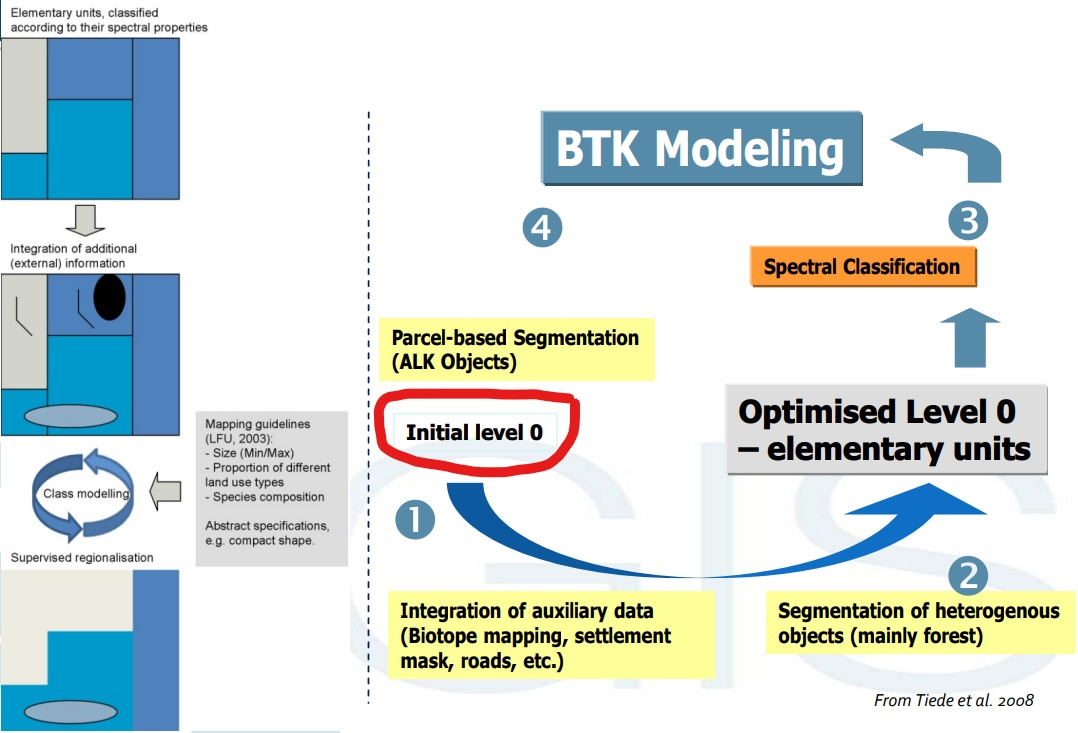 Elementary units, classified
according to their spectral properties
Integration of additional
(external) information
Class modelling
Mapping guidelines
(LFU, 2003):
- Size (Min/Max)
- Proportion of different
land use types
- Species composition
Abstract specifications,
e.g. compact shape.
Supervised regionalisation
BTK Modeling
4
3
Spectral Classification
Parcel-based Segmentation
(ALK Objects)
Initial level 0
Optimised Level 0
– elementary units
1
2
Integration of auxiliary data
(Biotope mapping, settlement
mask, roads, etc.)
Segmentation of heterogenous
objects (mainly forest)
From Tiede et al. 2008
GIS